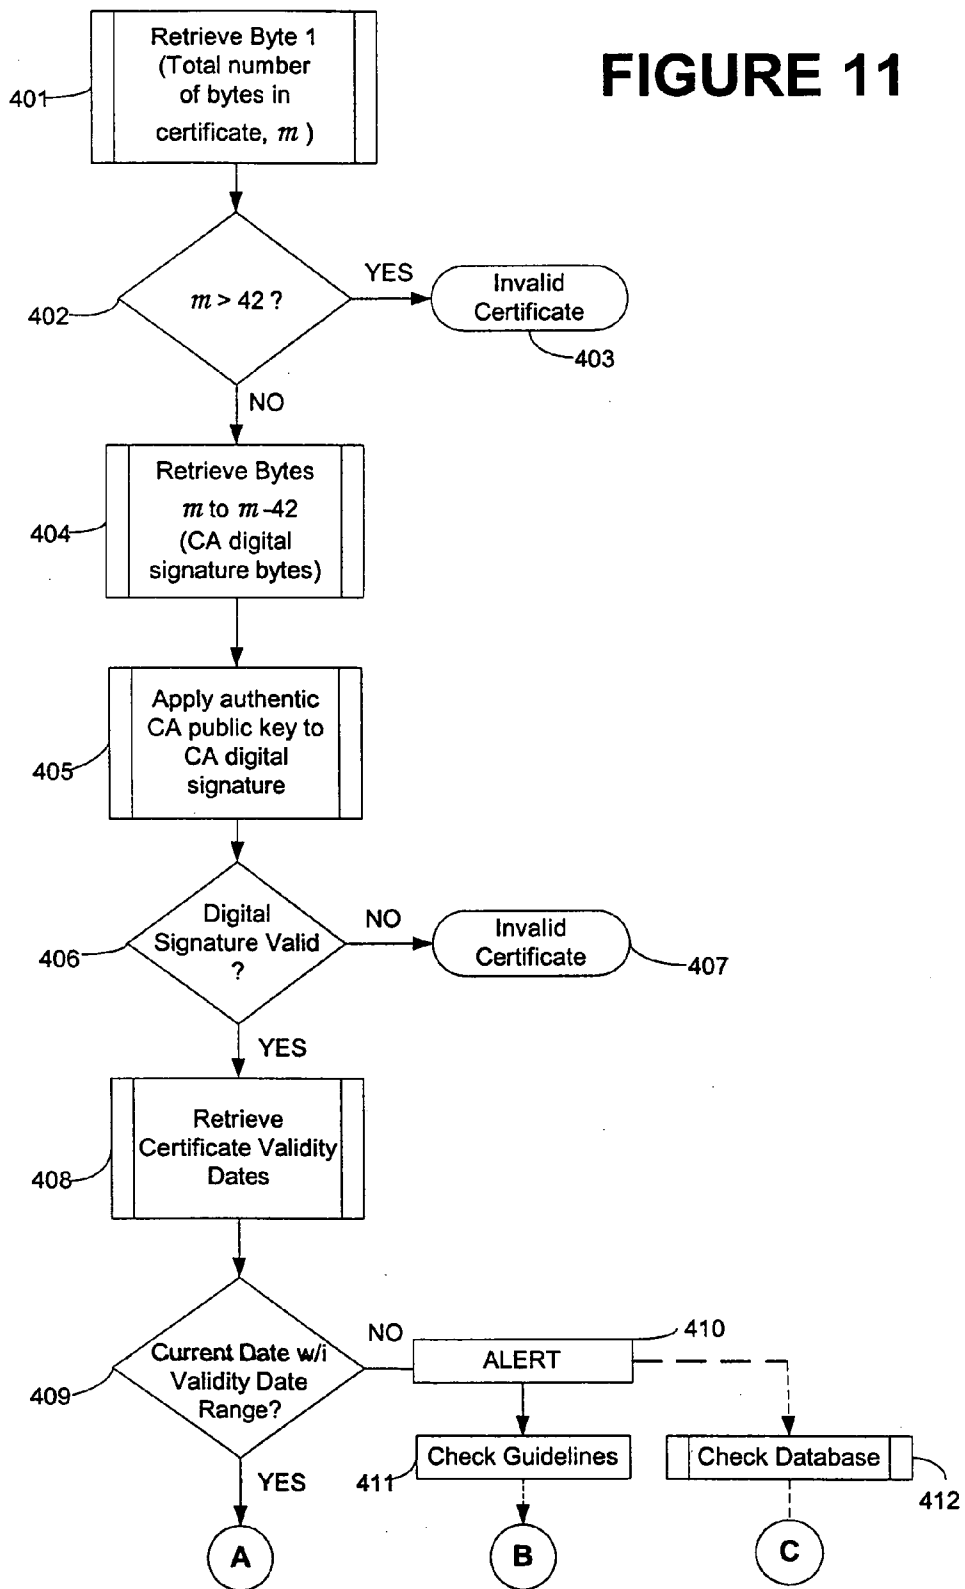 FIGURE 11
Retrieve Byte 1
(Total number
of bytes in
certificate, m )
401
m > 42 ?
402
YES
Invalid
Certificate
403
NO
Retrieve Bytes
m to m-42
(CA digital
signature bytes)
404
Apply authentic
CA public key to
CA digital
signature
405
Digital
Signature Valid
?
406
NO
Invalid
Certificate
407
YES
Retrieve
Certificate Validity
Dates
408
Current Date w/i
Validity Date
Range?
409
NO
ALERT
410
YES
Check Guidelines
411
Check Database
412
A
B
C